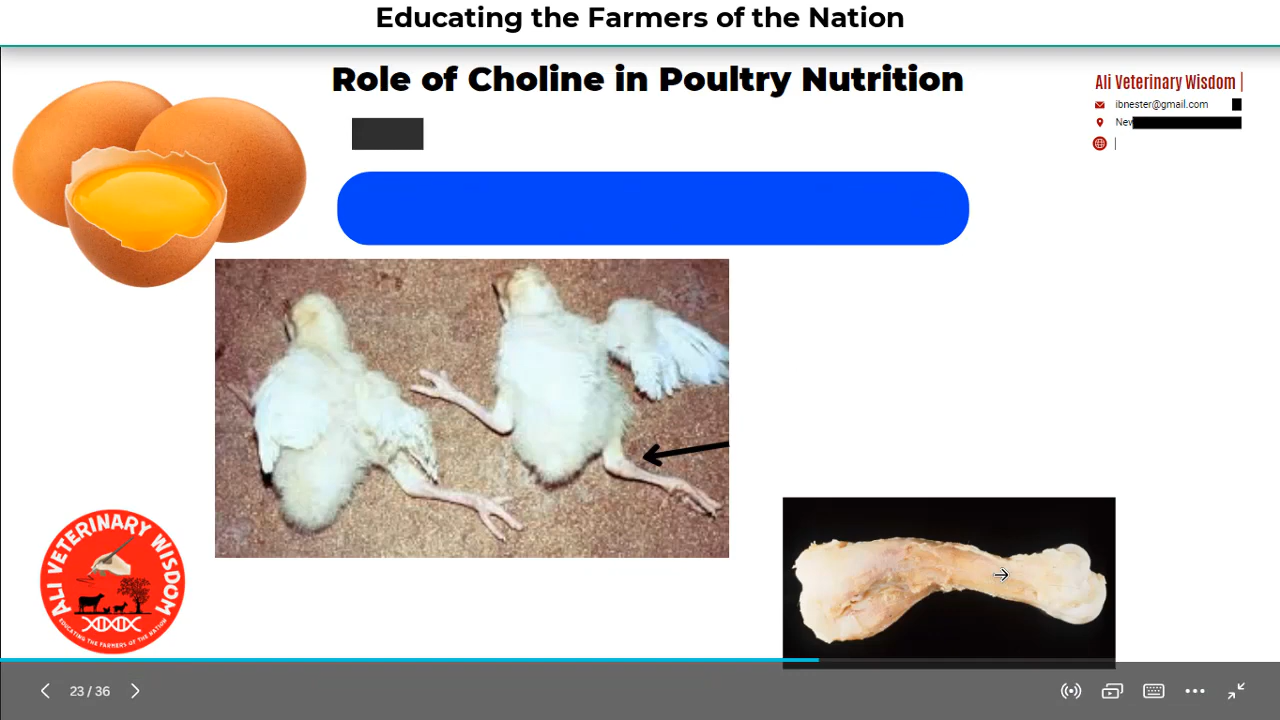 Educating the Farmers of the Nation
Role of Choline in Poultry Nutrition
Ali Veterinary Wisdom |
ibnester@gmail.com
New
|
ALI VETERINARY WISDOM
EDUCATING THE FARMERS OF THE NATION
23 / 36